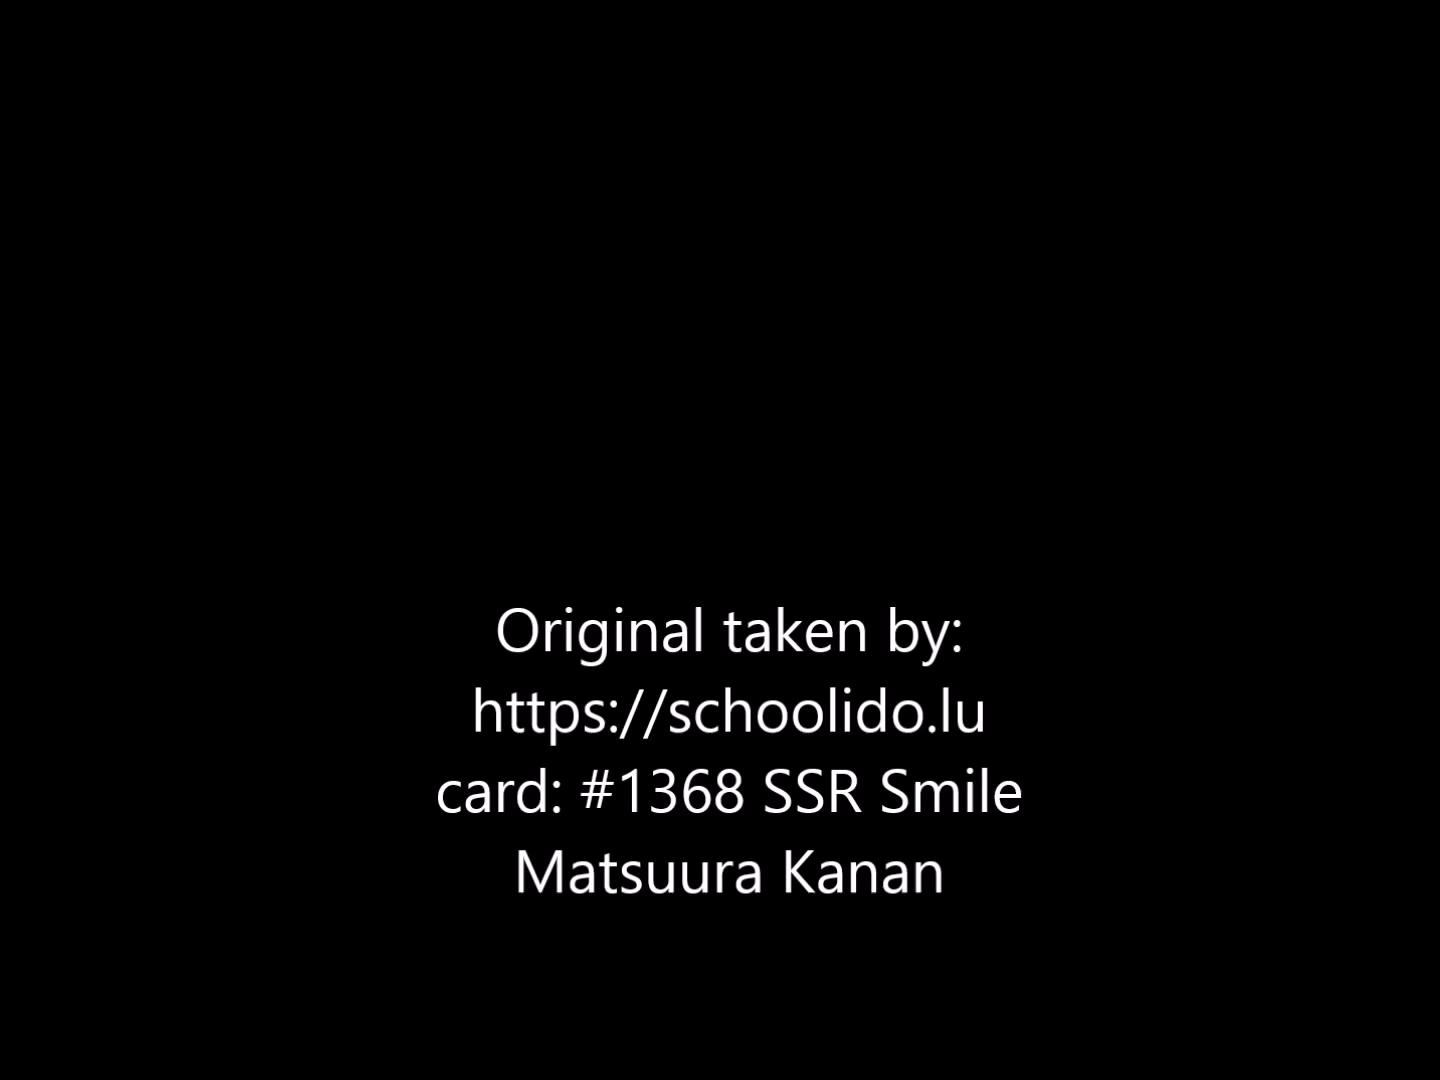 Original taken by:
https://schoolido.lu
card: #1368 SSR Smile
Matsuura Kanan